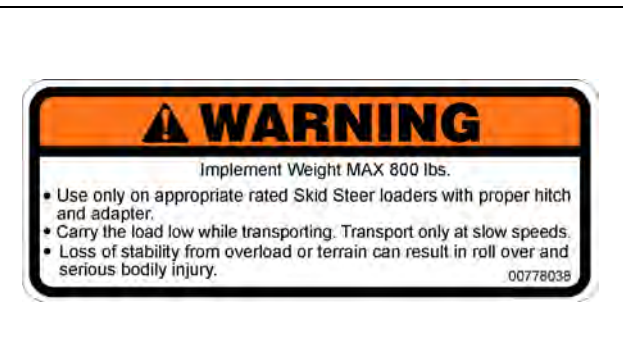 WARNING
Implement Weight MAX 800 lbs.
• Use only on appropriate rated Skid Steer loaders with proper hitch
and adapter.
• Carry the load low while transporting. Transport only at slow speeds.
• Loss of stability from overload or terrain can result in roll over and
serious bodily injury.
00778038